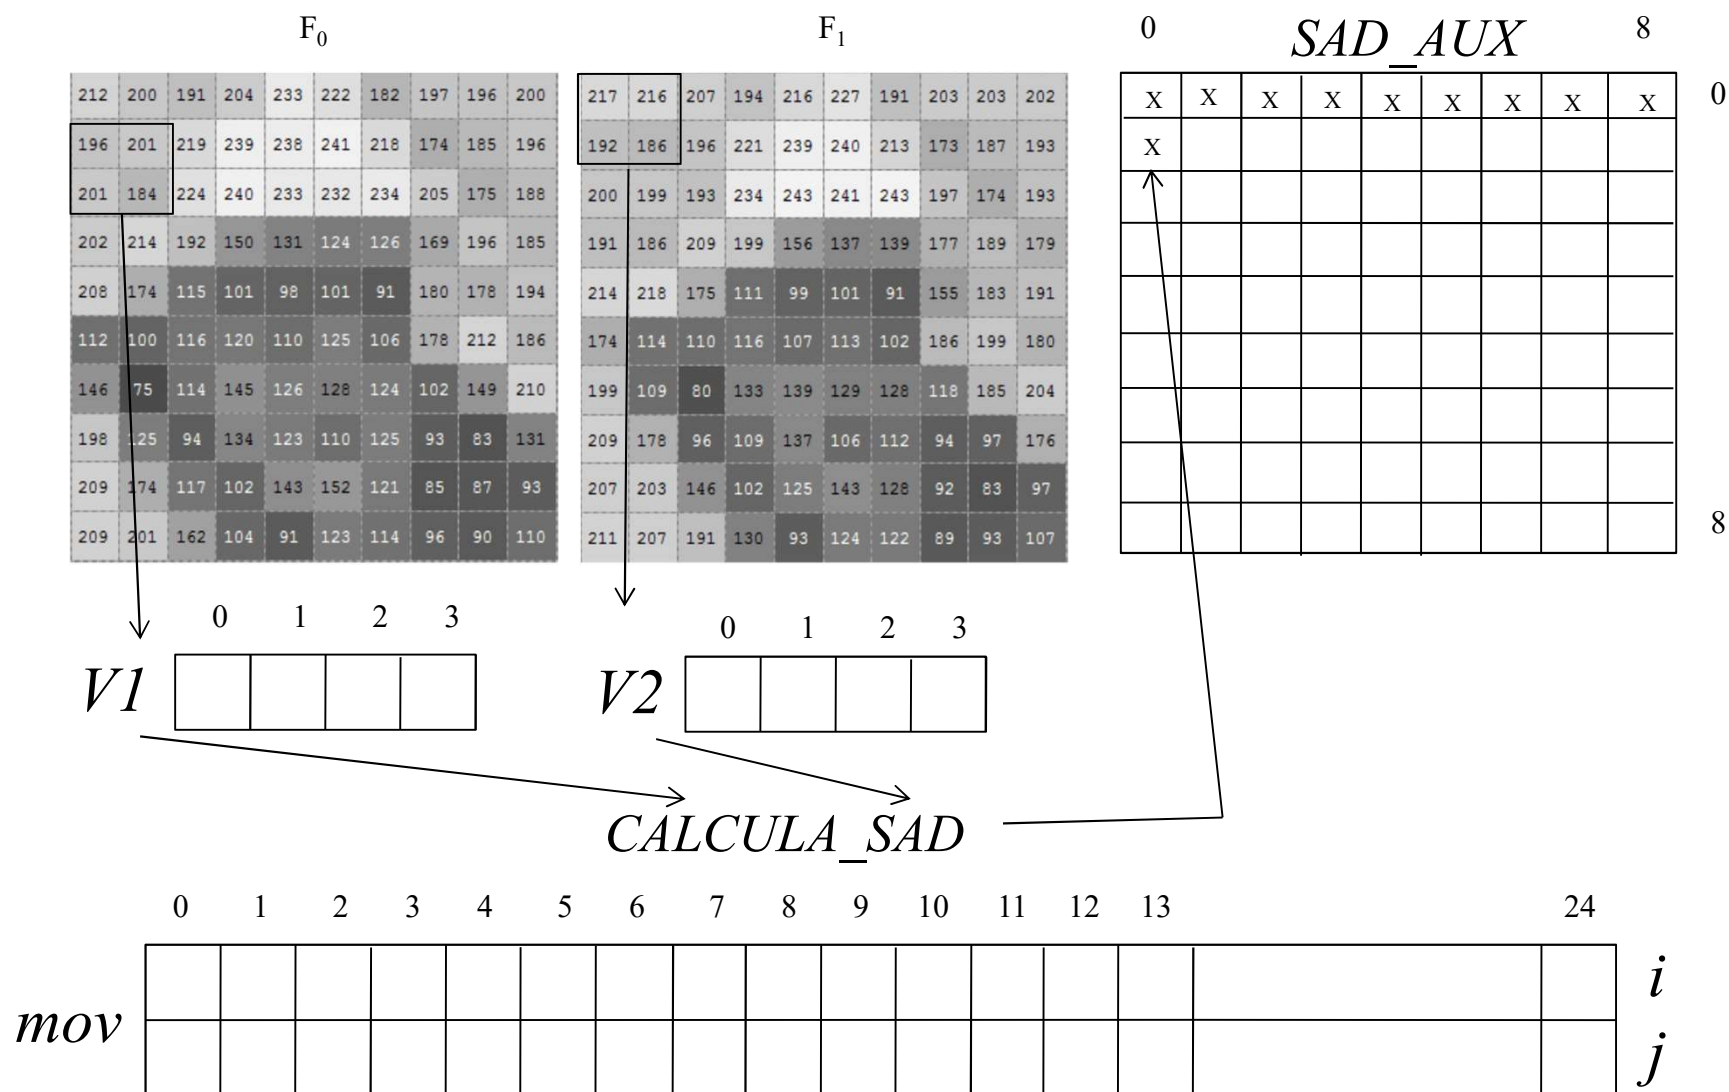 F0 F1 0 SAD_AUX 8
212 200 191 204 233 222 182 197 196 200
196 201 219 239 238 241 218 174 185 196
201 184 224 240 233 232 234 205 175 188
202 214 192 150 131 124 126 169 196 185
208 174 115 101 98 101 91 180 178 194
112 100 116 120 110 125 106 178 212 186
146 75 114 145 126 128 124 102 149 210
198 125 94 134 123 110 125 93 83 131
209 174 117 102 143 152 121 85 87 93
209 201 162 104 91 123 114 96 90 110
217 216 207 194 216 227 191 203 203 202
192 186 196 221 239 240 213 173 187 193
200 199 193 234 243 241 243 197 174 193
191 186 209 199 156 137 139 177 189 179
214 218 175 111 99 101 91 155 183 191
174 114 110 116 107 113 102 186 199 180
199 109 80 133 139 129 128 118 185 204
209 178 96 109 137 106 112 94 97 176
207 203 146 102 125 143 128 92 83 97
211 207 191 130 93 124 122 89 93 107
X X X X X X X X X 0
X
8
0 1 2 3
V1
0 1 2 3
V2
CALCULA_SAD
0 1 2 3 4 5 6 7 8 9 10 11 12 13 24
i
mov
j